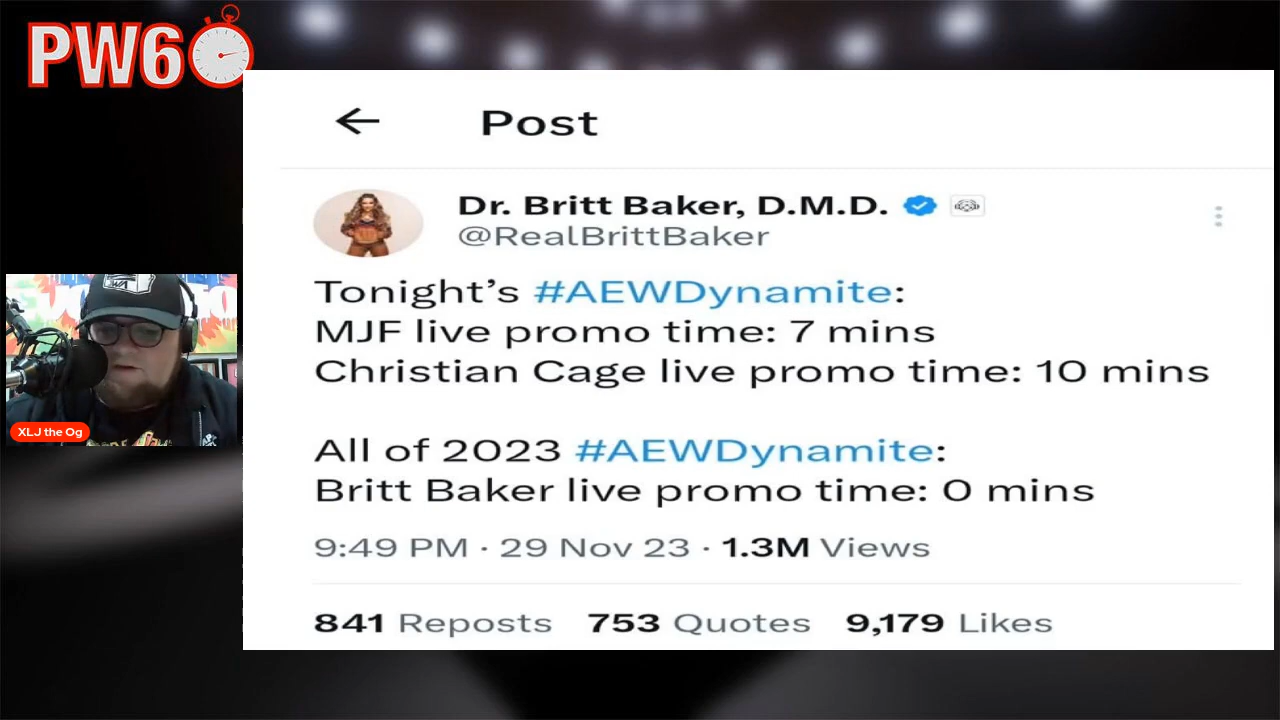 PW6
Post
Dr. Britt Baker, D.M.D.
@RealBrittBaker
Tonight’s #AEWDynamite:
MJF live promo time: 7 mins
Christian Cage live promo time: 10 mins
All of 2023 #AEWDynamite:
Britt Baker live promo time: 0 mins
9:49 PM · 29 Nov 23 · 1.3M Views
841 Reposts 753 Quotes 9,179 Likes
XLJ the Og